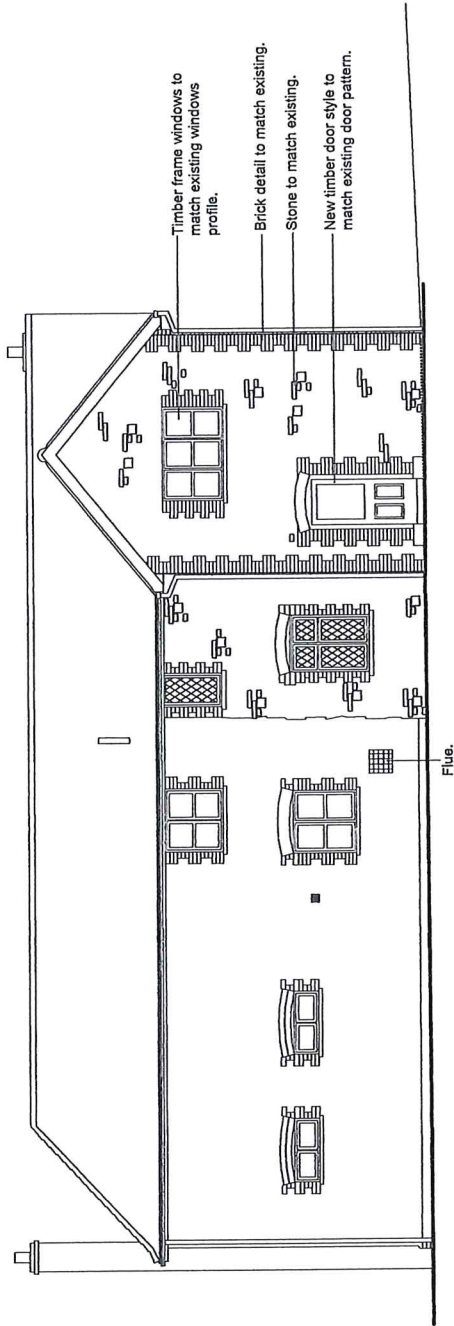 Timber frame windows to
match existing windows
profile.
Brick detail to match existing.
Stone to match existing.
New timber door style to
match existing door pattern.
Flue.